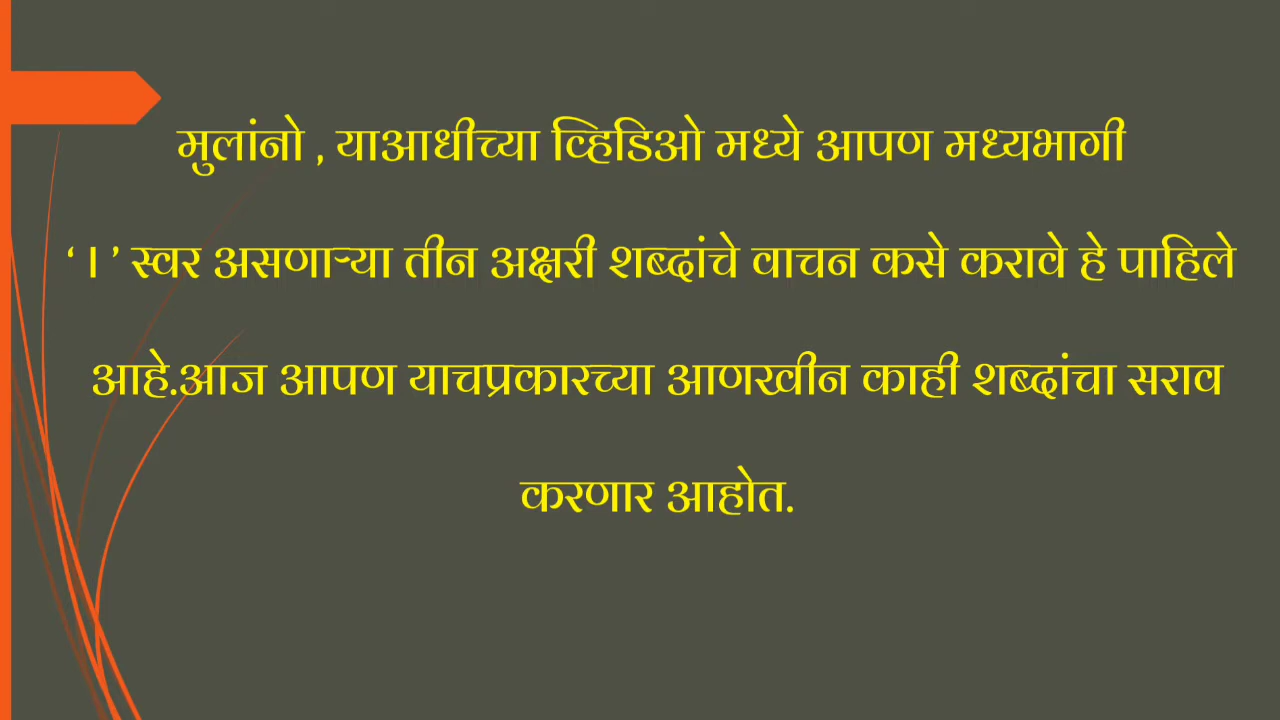 मुलांनो , याआधीच्या व्हिडिओ मध्ये आपण मध्यभागी
‘ । ’ स्वर असणाऱ्या तीन अक्षरी शब्दांचे वाचन कसे करावे हे पाहिले
आहे.आज आपण याचप्रकारच्या आणखीन काही शब्दांचा सराव
करणार आहोत.